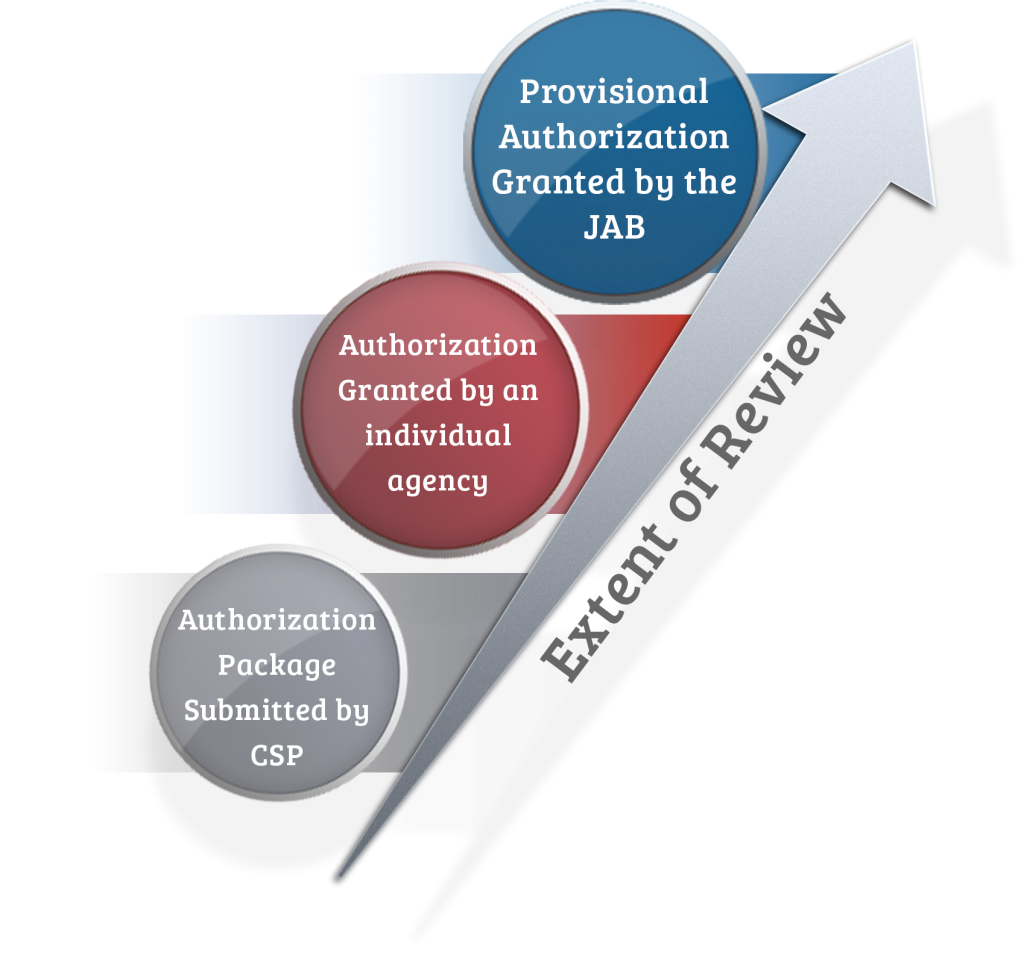 Provisional
Authorization
Granted by the
JAB
Authorization
Granted by an
individual
agency
Authorization
Package
Submitted by
CSP
Extent of Review